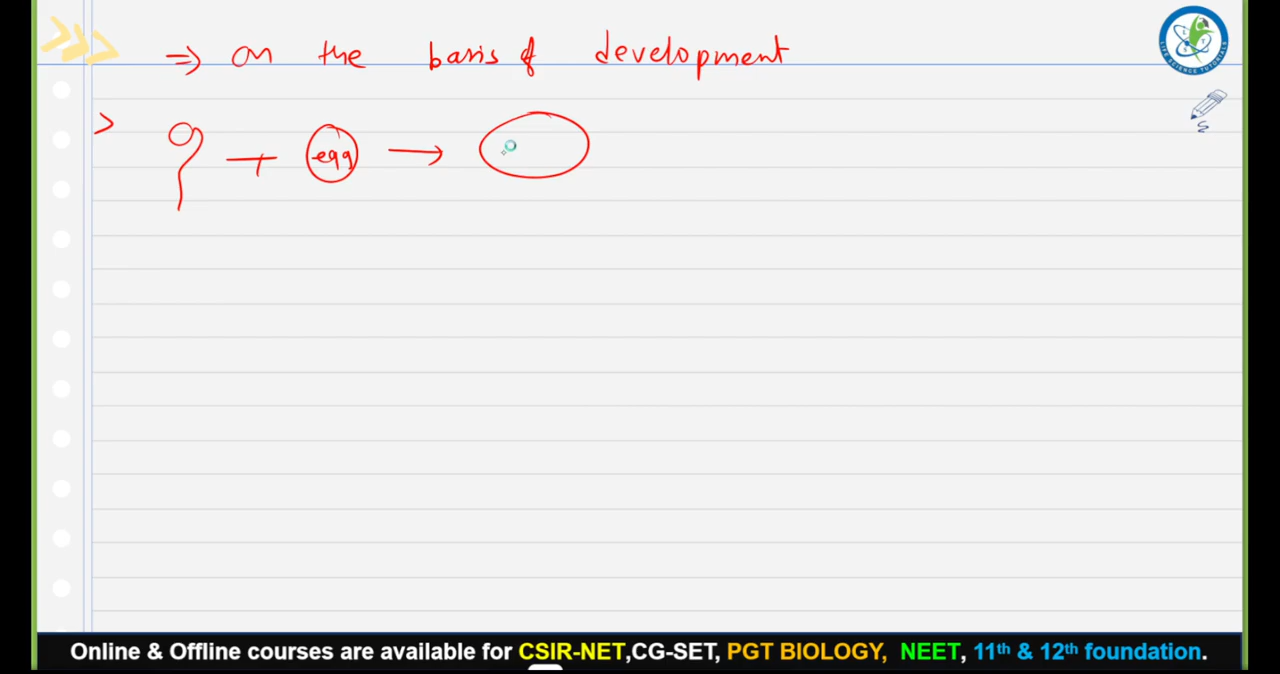 ⇒ on the basis of development
> + egg →
Online & Offline courses are available for CSIR-NET,CG-SET, PGT BIOLOGY, NEET, 11th & 12th foundation.